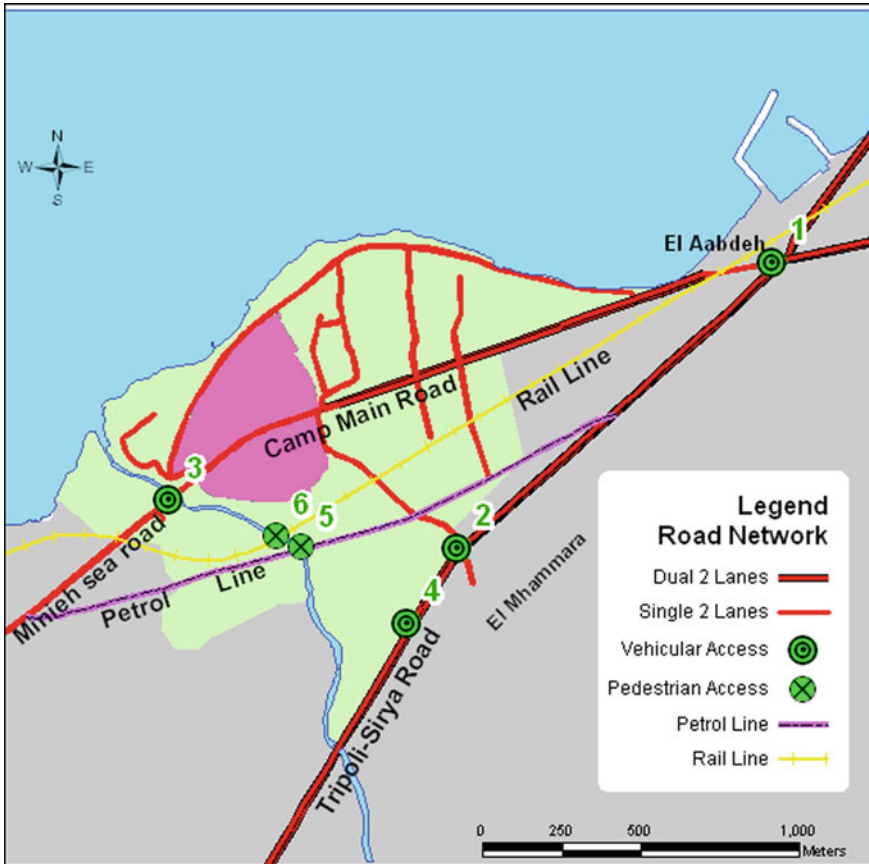 N
W E
S
1
El Aabdeh
Rail Line
Camp Main Road
3
6
5
2
Minieh sea road
Petrol Line
4
El Mhammara
Tripoli-Sirya Road
Legend
Road Network
Dual 2 Lanes
Single 2 Lanes
Vehicular Access
Pedestrian Access
Petrol Line
Rail Line
0 250 500 1,000
Meters